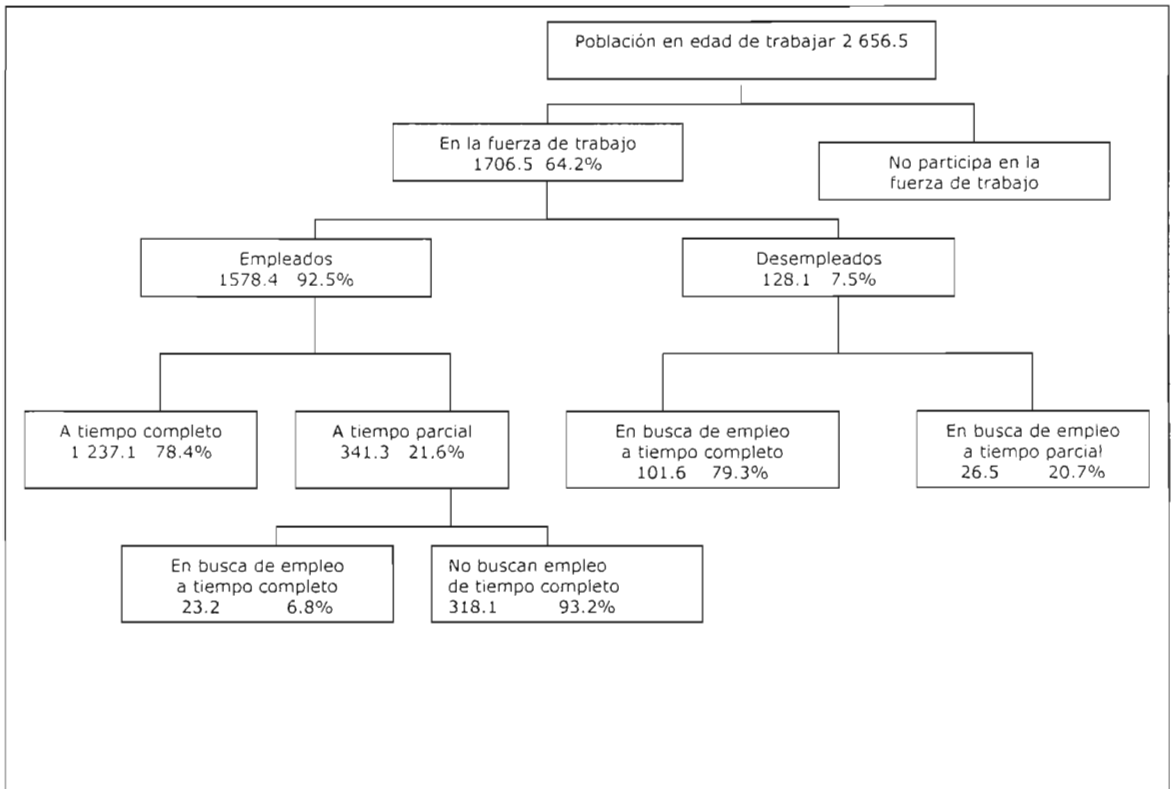 Población en edad de trabajar 2 656.5
En la fuerza de trabajo
1706.5 64.2%
No participa en la
fuerza de trabajo
Empleados
1578.4 92.5%
Desempleados
128.1 7.5%
A tiempo completo
1 237.1 78.4%
A tiempo parcial
341.3 21.6%
En busca de empleo
a tiempo completo
101.6 79.3%
En busca de empleo
a tiempo parcial
26.5 20.7%
En busca de empleo
a tiempo completo
23.2 6.8%
No buscan empleo
de tiempo completo
318.1 93.2%